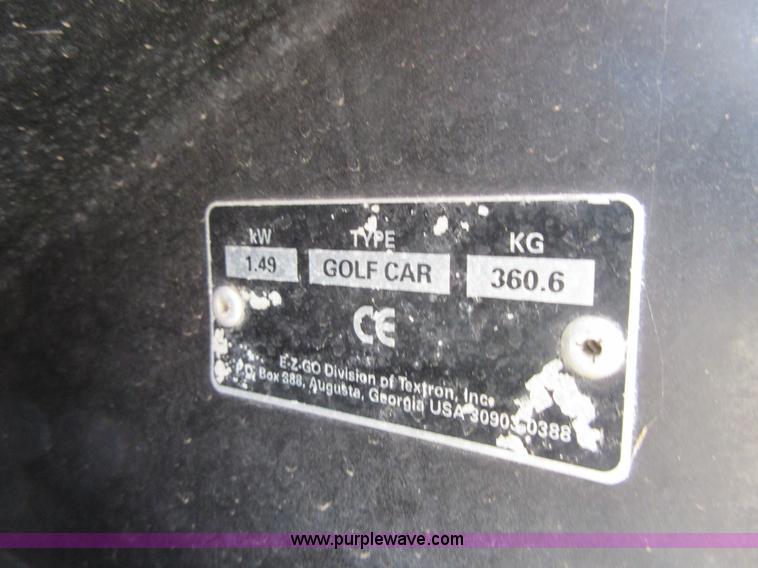 kW TYPE KG
1.49 GOLF CAR 360.6
CE
E-Z-GO Division of Textron, Inc.
P.O. Box 388, Augusta, Georgia USA 30903-0388
www.purplewave.com